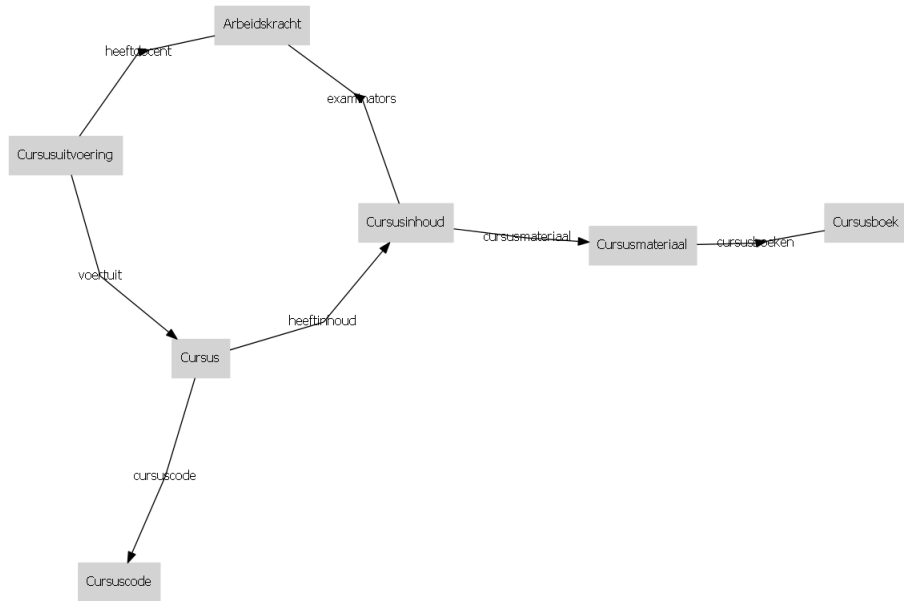 Arbeidskracht
heeftdocent
examinators
Cursusuitvoering
Cursusinhoud
Cursusboek
cursusmateriaal
Cursusmateriaal
cursusboeken
voertuit
heeftinhoud
Cursus
cursuscode
Cursuscode